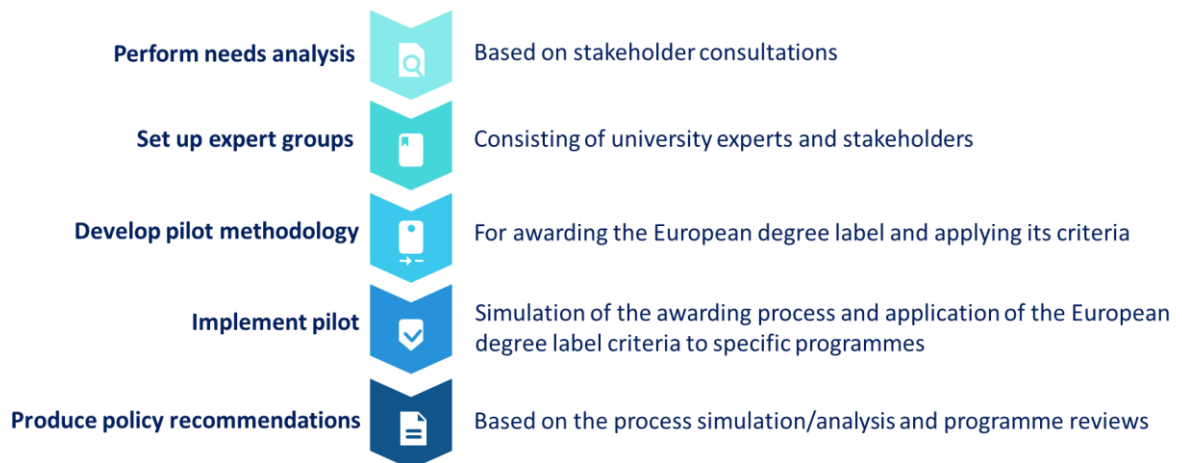 Perform needs analysis
Based on stakeholder consultations
Set up expert groups
Consisting of university experts and stakeholders
Develop pilot methodology
For awarding the European degree label and applying its criteria
Implement pilot
Simulation of the awarding process and application of the European
degree label criteria to specific programmes
Produce policy recommendations
Based on the process simulation/analysis and programme reviews